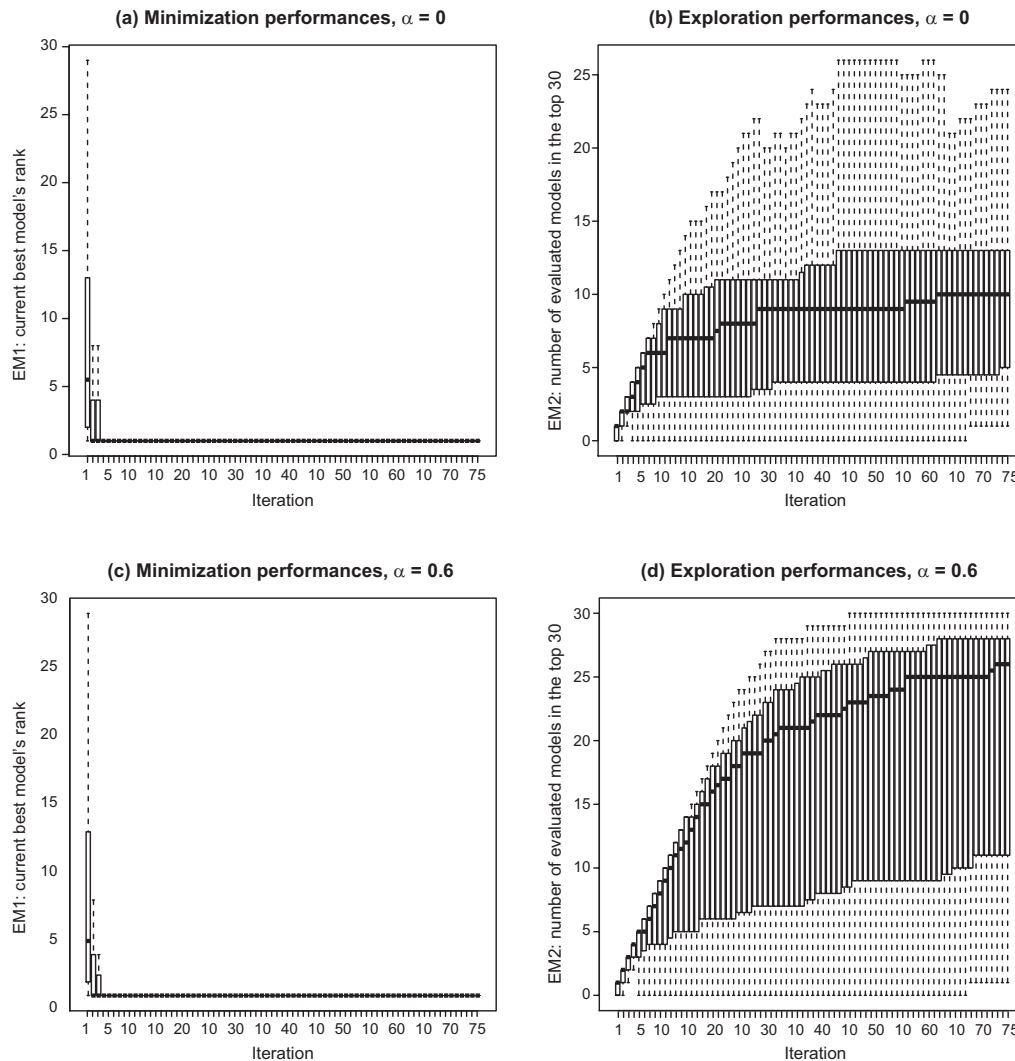 (a) Minimization performances, α = 0
30
25
20
15
10
5
0
EM1: current best model's rank
1 5 10 10 10 20 10 30 10 40 10 50 10 60 10 70 75
Iteration
(b) Exploration performances, α = 0
25
20
15
10
5
0
EM2: number of evaluated models in the top 30
1 5 10 10 20 10 10 40 10 50 10 60 10 70 75
Iteration
(c) Minimization performances, α = 0.6
30
25
20
15
10
5
0
EM1: current best model's rank
1 5 10 10 10 20 10 30 10 40 10 50 10 60 10 70 75
Iteration
(d) Exploration performances, α = 0.6
30
25
20
15
10
5
0
EM2: number of evaluated models in the top 30
1 5 10 10 20 10 10 40 10 50 10 60 10 70 75
Iteration